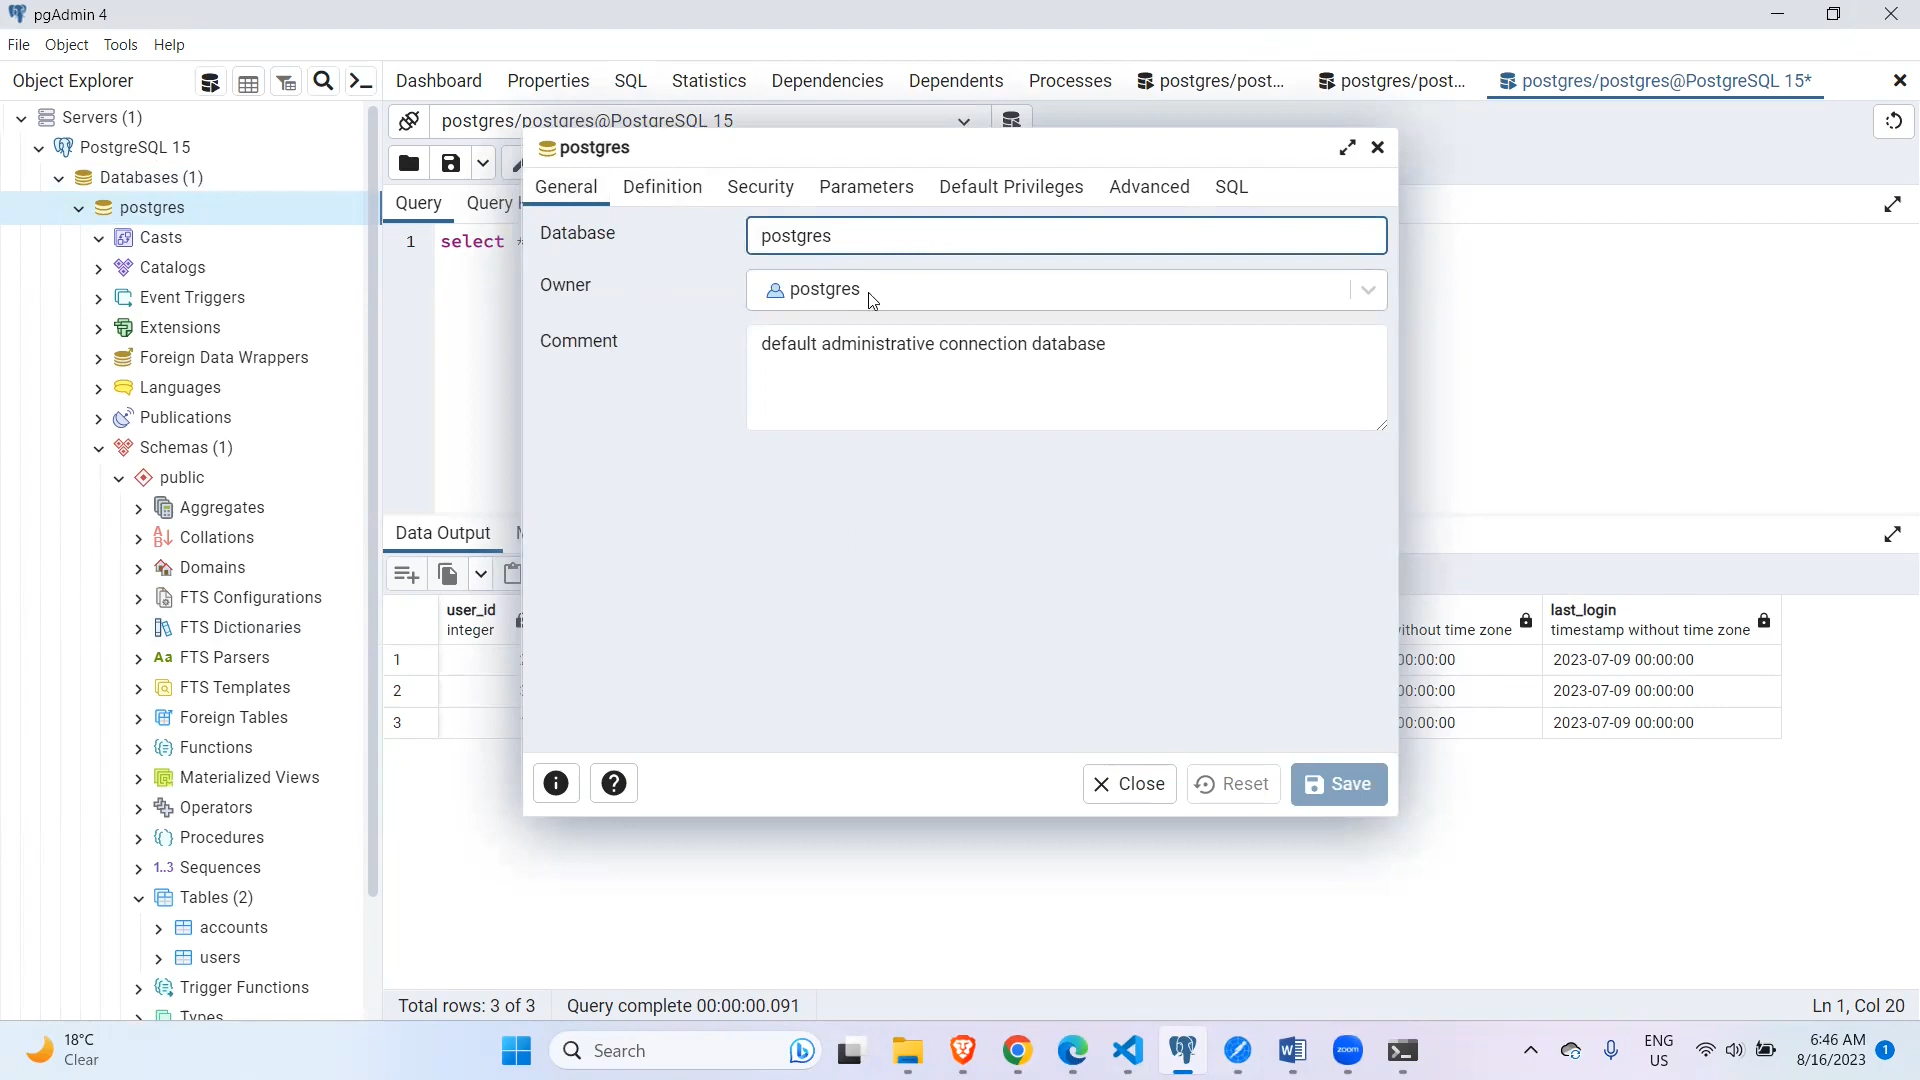 pgAdmin 4
File Object Tools Help
Object Explorer
Dashboard Properties SQL Statistics Dependencies Dependents Processes postgres/post... postgres/post... postgres/postgres@PostgreSQL 15*
Servers (1)
PostgreSQL 15
Databases (1)
postgres
Casts
Catalogs
Event Triggers
Extensions
Foreign Data Wrappers
Languages
Publications
Schemas (1)
public
Aggregates
Collations
Domains
FTS Configurations
FTS Dictionaries
FTS Parsers
FTS Templates
Foreign Tables
Functions
Materialized Views
Operators
Procedures
1..3 Sequences
Tables (2)
accounts
users
Trigger Functions
Types
postgres/postgres@PostgreSQL 15
Query Query
1 select *
postgres
General Definition Security Parameters Default Privileges Advanced SQL
Database postgres
Owner postgres
Comment default administrative connection database
Close Reset Save
Data Output
user_id
integer
ithout time zone
last_login
timestamp without time zone
1 00:00:00 2023-07-09 00:00:00
2 00:00:00 2023-07-09 00:00:00
3 00:00:00 2023-07-09 00:00:00
Total rows: 3 of 3 Query complete 00:00:00.091 Ln 1, Col 20
18°C
Clear
Search
zoom
ENG
US
6:46 AM
8/16/2023
1